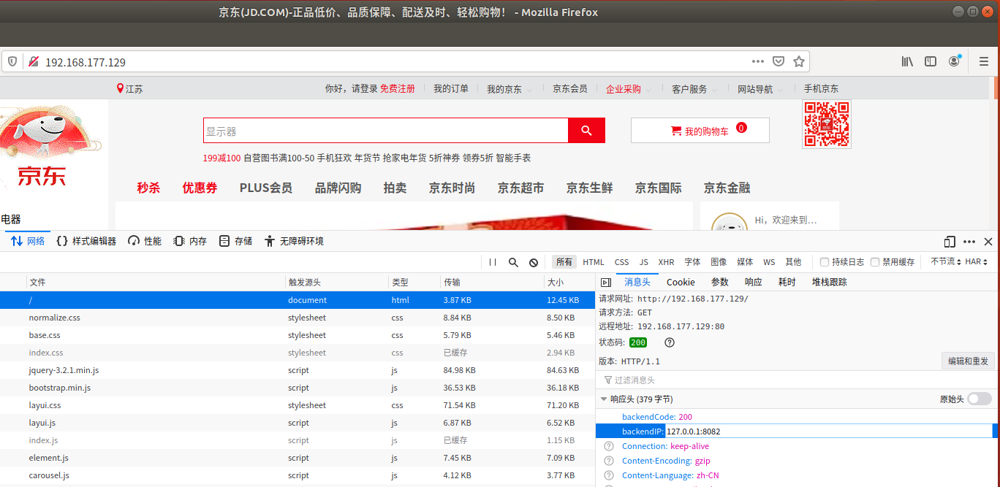 京东(JD.COM)-正品低价、品质保障、配送及时、轻松购物！ - Mozilla Firefox
192.168.177.129
江苏 你好，请登录 免费注册 我的订单 我的京东 京东会员 企业采购 客户服务 网站导航 手机京东
显示器 我的购物车 0
199减100 自营图书满100-50 手机狂欢 年货节 抢家电年货 5折神券 领券5折 智能手表
京东
秒杀 优惠券 PLUS会员 品牌闪购 拍卖 京东时尚 京东超市 京东生鲜 京东国际 京东金融
电器
Hi，欢迎来到…
网络 {} 样式编辑器 性能 内存 存储 无障碍环境
所有 HTML CSS JS XHR 字体 图像 媒体 WS 其他 持续日志 禁用缓存 不节流 HAR
文件 触发源头 类型 传输 大小
/ document html 3.87 KB 12.45 KB
normalize.css stylesheet css 8.84 KB 8.50 KB
base.css stylesheet css 5.79 KB 5.46 KB
index.css stylesheet css 已缓存 2.94 KB
jquery-3.2.1.min.js script js 84.98 KB 84.63 KB
bootstrap.min.js script js 36.53 KB 36.18 KB
layui.css stylesheet css 71.54 KB 71.20 KB
layui.js script js 6.87 KB 6.52 KB
index.js script js 已缓存 1.15 KB
element.js script js 7.45 KB 7.09 KB
carousel.js script js 4.12 KB 3.77 KB
消息头 Cookie 参数 响应 耗时 堆栈跟踪
请求网址: http://192.168.177.129/
请求方法: GET
远程地址: 192.168.177.129:80
状态码: 200
版本: HTTP/1.1 编辑和重发
过滤消息头
响应头 (379 字节) 原始头
backendCode: 200
backendIP: 127.0.0.1:8082
Connection: keep-alive
Content-Encoding: gzip
Content-Language: zh-CN